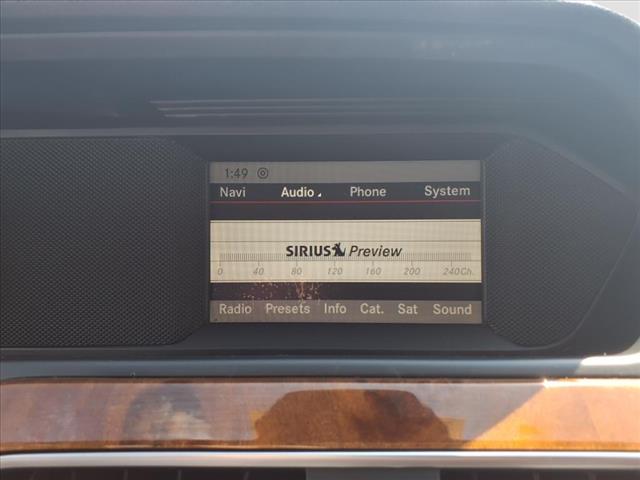 1:49
Navi Audio Phone System
SIRIUS Preview
0 40 80 120 160 200 240Ch.
Radio Presets Info Cat. Sat Sound